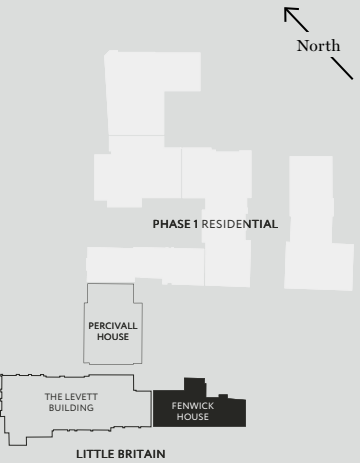 North
PHASE 1 RESIDENTIAL
PERCIVALL
HOUSE
THE LEVETT
BUILDING
FENWICK
HOUSE
LITTLE BRITAIN